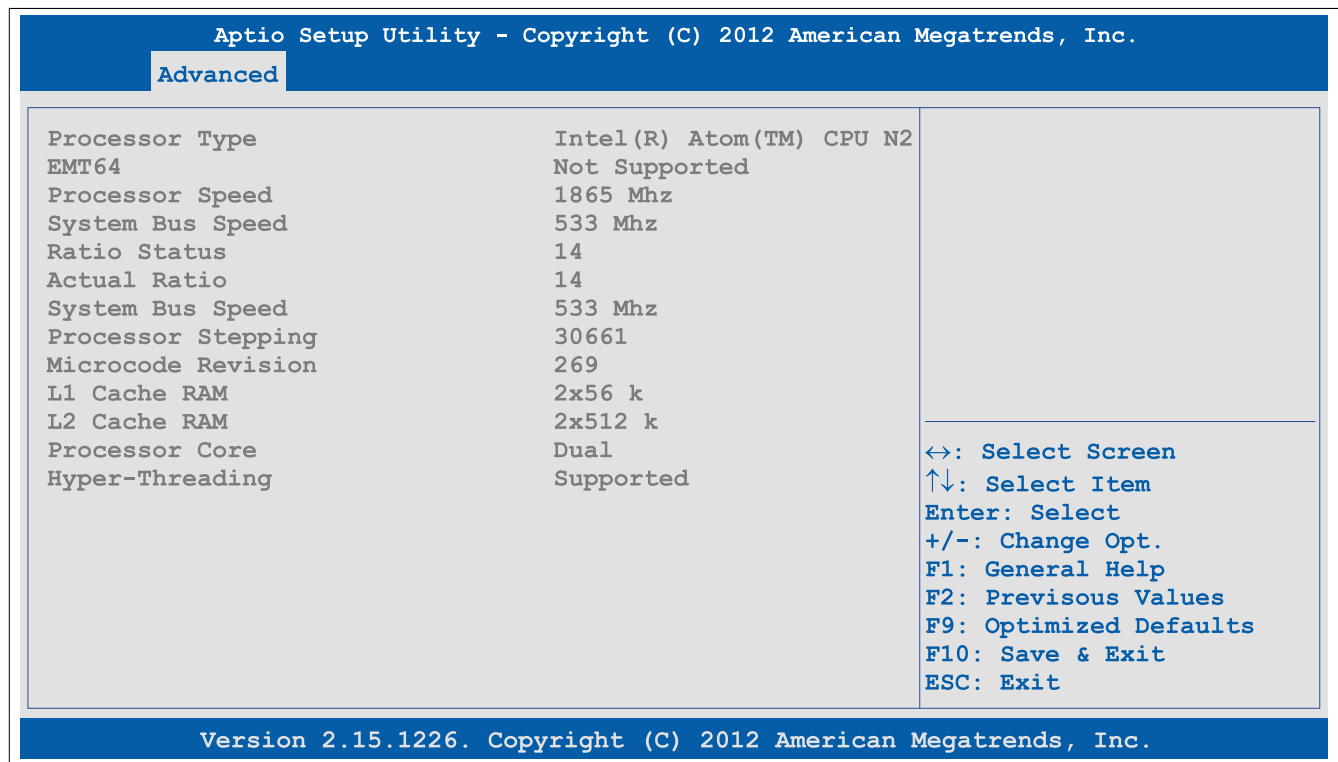 Aptio Setup Utility - Copyright (C) 2012 American Megatrends, Inc.
Advanced
Processor Type Intel(R) Atom(TM) CPU N2
EMT64 Not Supported
Processor Speed 1865 Mhz
System Bus Speed 533 Mhz
Ratio Status 14
Actual Ratio 14
System Bus Speed 533 Mhz
Processor Stepping 30661
Microcode Revision 269
L1 Cache RAM 2x56 k
L2 Cache RAM 2x512 k
Processor Core Dual
Hyper-Threading Supported
↔: Select Screen
↑↓: Select Item
Enter: Select
+/-: Change Opt.
F1: General Help
F2: Previsous Values
F9: Optimized Defaults
F10: Save & Exit
ESC: Exit
Version 2.15.1226. Copyright (C) 2012 American Megatrends, Inc.